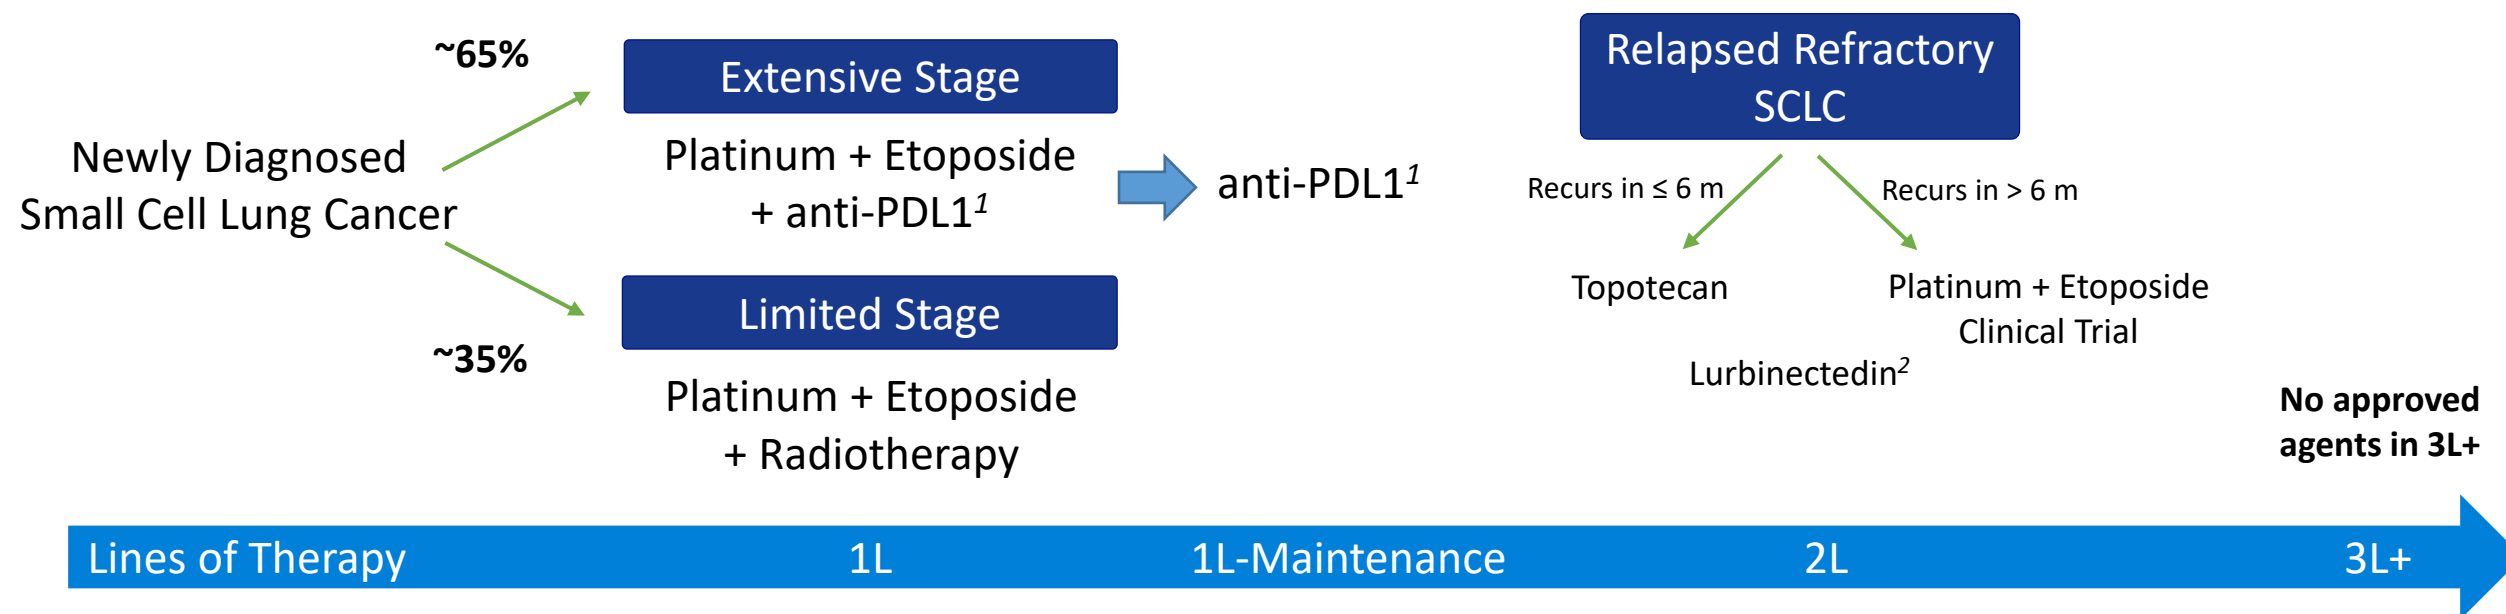 ~65%
Newly Diagnosed
Small Cell Lung Cancer
~35%
Extensive Stage
Platinum + Etoposide
+ anti-PDL1¹
Limited Stage
Platinum + Etoposide
+ Radiotherapy
anti-PDL1¹
Relapsed Refractory
SCLC
Recurs in ≤ 6 m
Recurs in > 6 m
Topotecan
Platinum + Etoposide
Clinical Trial
Lurbinectedin²
No approved
agents in 3L+
Lines of Therapy 1L 1L-Maintenance 2L 3L+